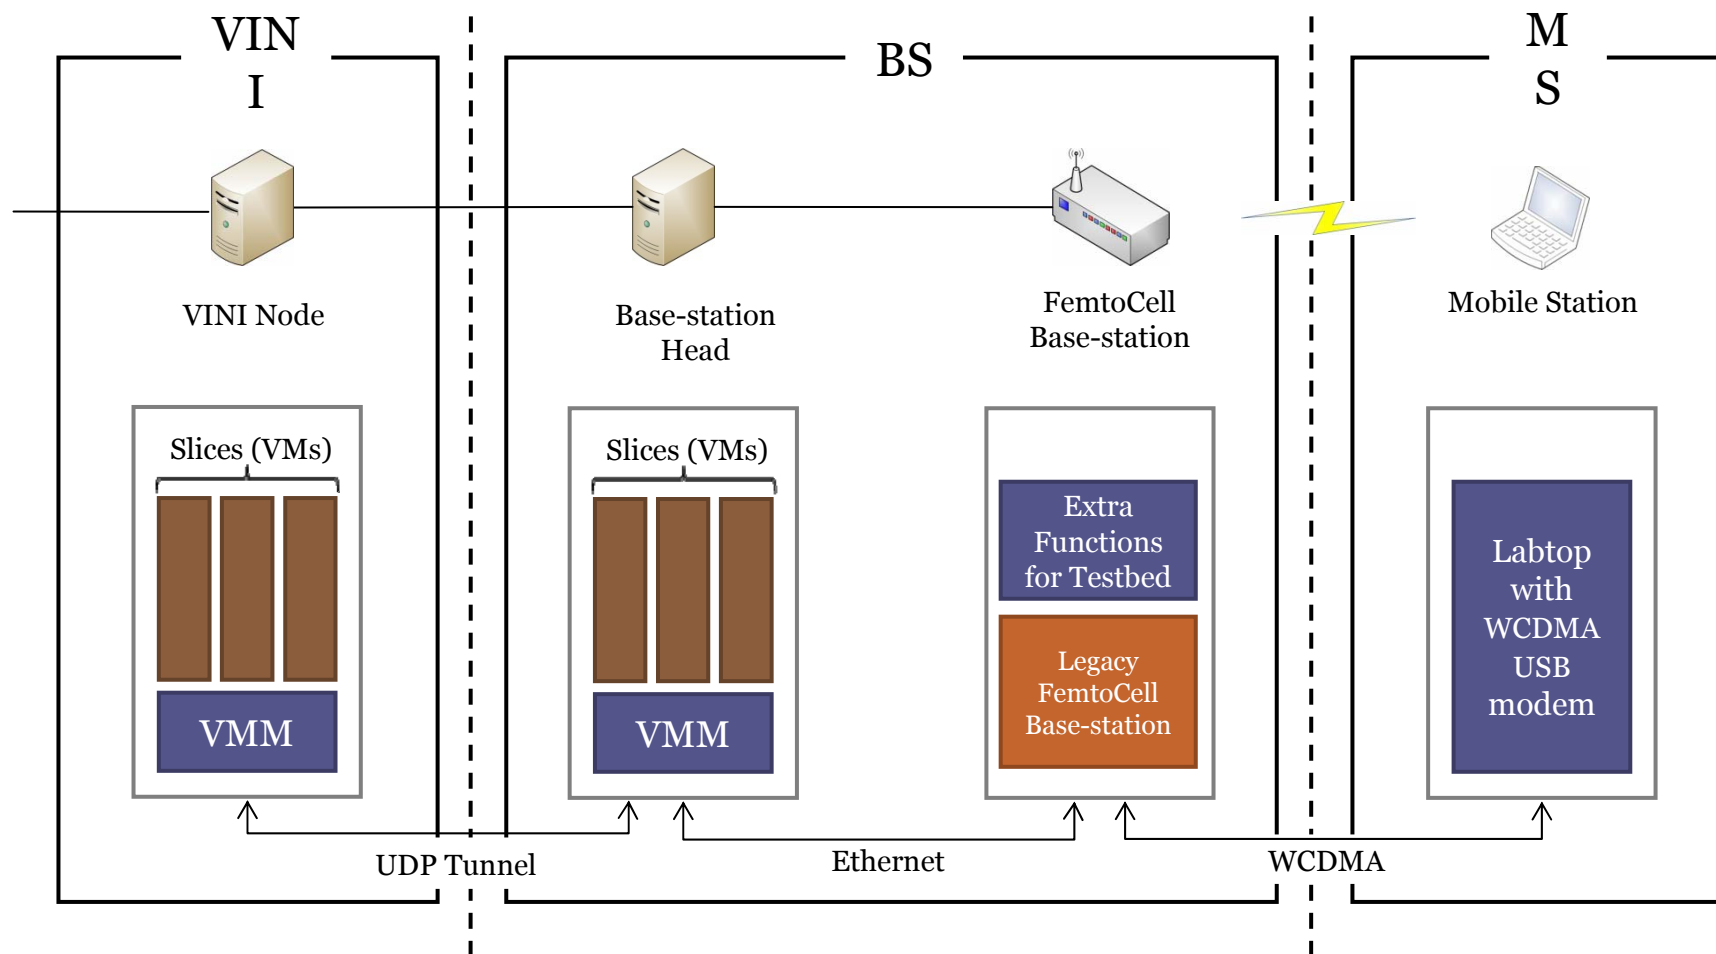 VIN
I
BS
M
S
VINI Node
Base-station
Head
FemtoCell
Base-station
Mobile Station
Slices (VMs)
VMM
Slices (VMs)
VMM
Extra
Functions
for Testbed
Legacy
FemtoCell
Base-station
Labtop
with
WCDMA
USB
modem
UDP Tunnel
Ethernet
WCDMA